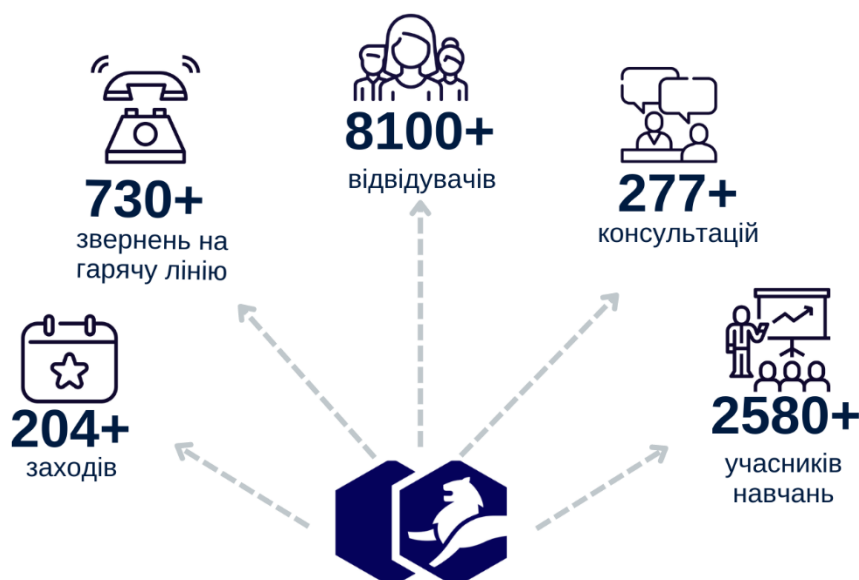 8100+
відвідувачів
730+
звернень на
гарячу лінію
277+
консультацій
204+
заходів
2580+
учасників
навчань